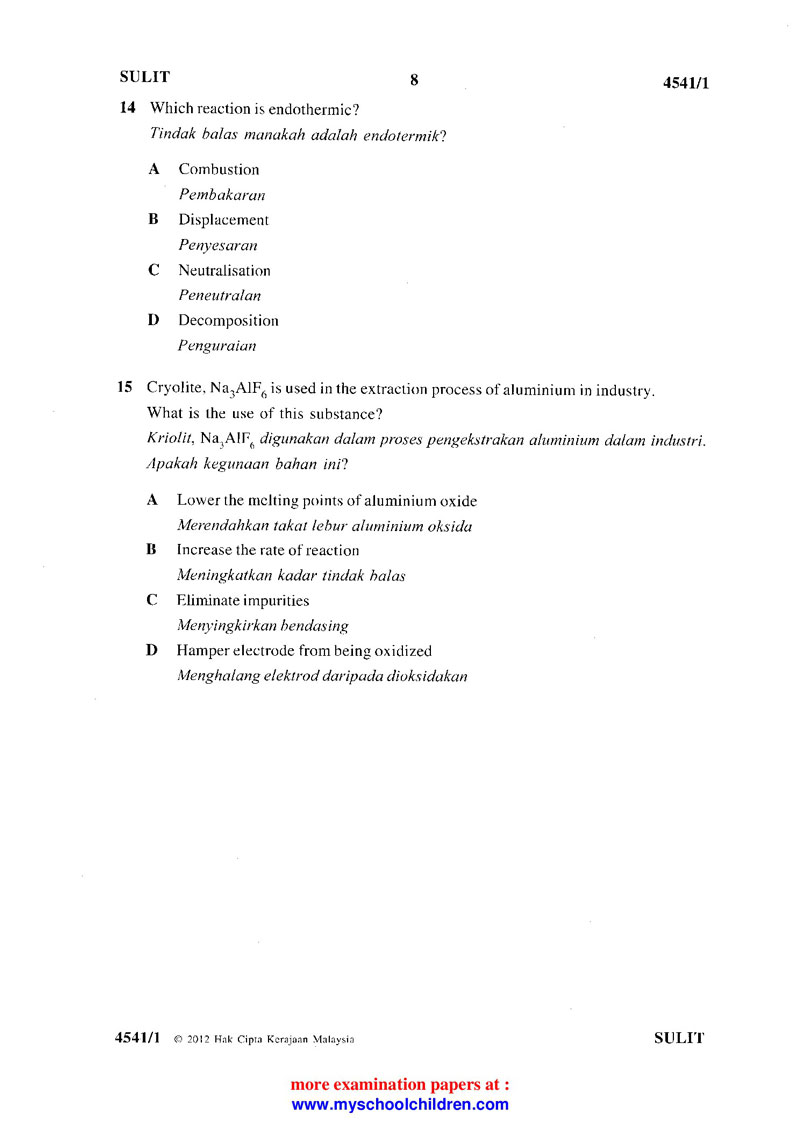 SULIT 8 4541/1
14 Which reaction is endothermic?
Tindak balas manakah adalah endotermik?
A Combustion
Pembakaran
B Displacement
Penyesaran
C Neutralisation
Peneutralan
D Decomposition
Penguraian
15 Cryolite, Na₃AlF₆ is used in the extraction process of aluminium in industry.
What is the use of this substance?
Kriolit, Na₃AlF₆ digunakan dalam proses pengekstrakan aluminium dalam industri.
Apakah kegunaan bahan ini?
A Lower the melting points of aluminium oxide
Merendahkan takat lebur aluminium oksida
B Increase the rate of reaction
Meningkatkan kadar tindak balas
C Eliminate impurities
Menyingkirkan bendasing
D Hamper electrode from being oxidized
Menghalang elektrod daripada dioksidakan
4541/1 © 2012 Hak Cipta Kerajaan Malaysia SULIT
more examination papers at :
www.myschoolchildren.com